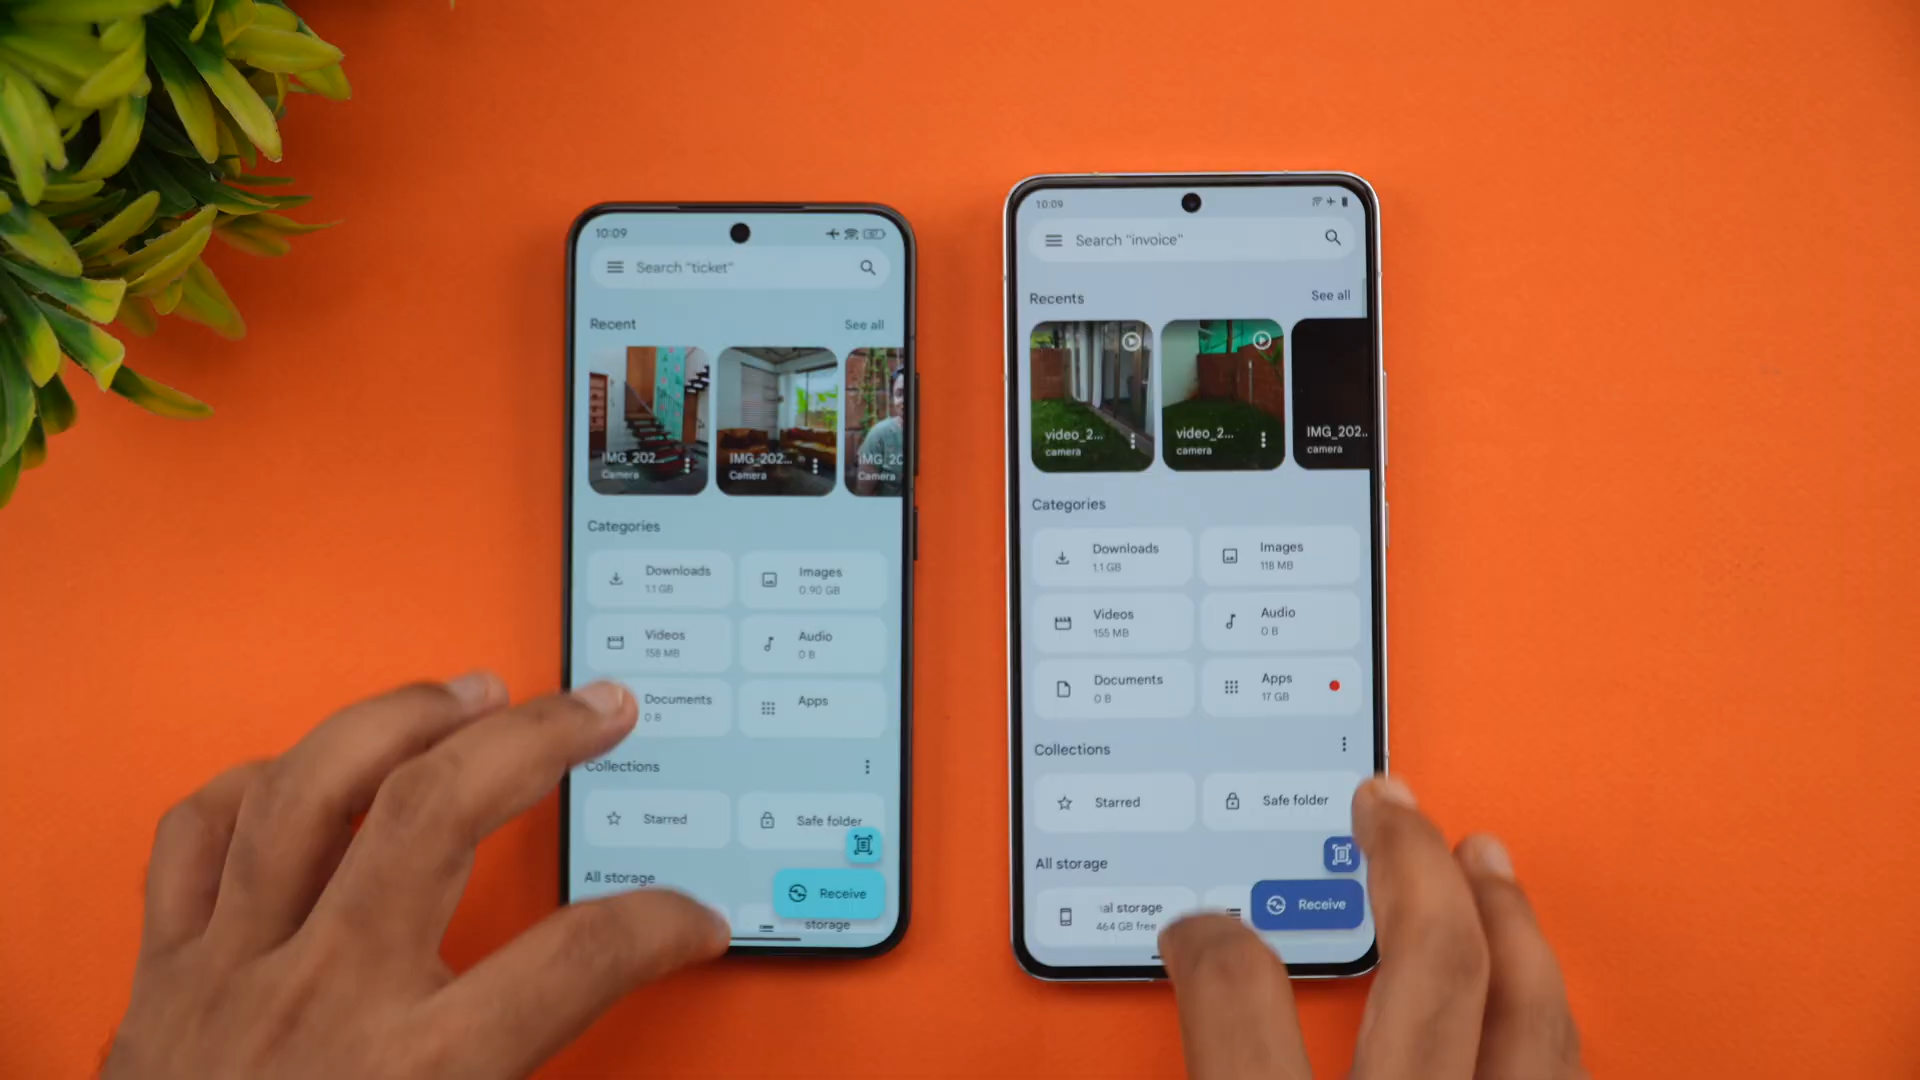 10:09
Search "ticket"
Recent
See all
IMG_202...
Camera
IMG_202...
Camera
IMG_20
Camera
Categories
Downloads
1.1 GB
Images
0.90 GB
Videos
158 MB
Audio
0 B
Documents
0 B
Apps
Collections
Starred
Safe folder
All storage
Receive
storage
10:09
Search "invoice"
Recents
See all
video_2...
camera
video_2...
camera
IMG_202...
camera
Categories
Downloads
1.1 GB
Images
118 MB
Videos
155 MB
Audio
0 B
Documents
0 B
Apps
17 GB
Collections
Starred
Safe folder
All storage
al storage
464 GB free
Receive